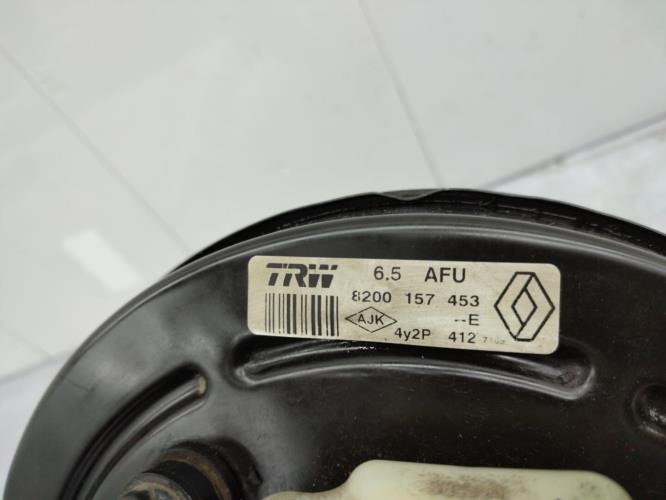 TRW 6.5 AFU
8200 157 453
AJK --E
4y2P 412